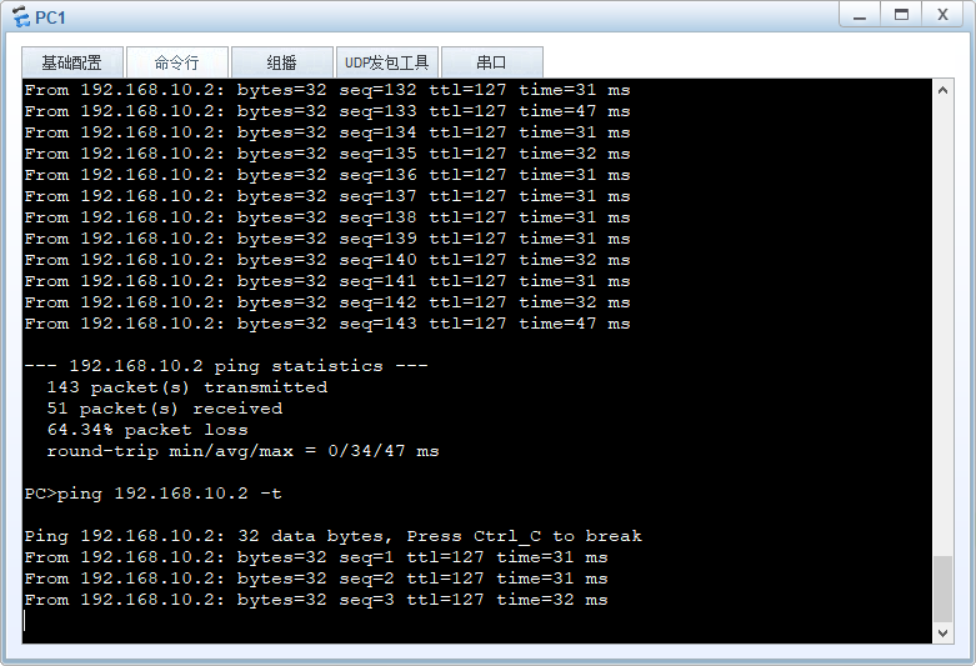 PC1
基础配置 命令行 组播 UDP发包工具 串口
From 192.168.10.2: bytes=32 seq=132 ttl=127 time=31 ms
From 192.168.10.2: bytes=32 seq=133 ttl=127 time=47 ms
From 192.168.10.2: bytes=32 seq=134 ttl=127 time=31 ms
From 192.168.10.2: bytes=32 seq=135 ttl=127 time=32 ms
From 192.168.10.2: bytes=32 seq=136 ttl=127 time=31 ms
From 192.168.10.2: bytes=32 seq=137 ttl=127 time=31 ms
From 192.168.10.2: bytes=32 seq=138 ttl=127 time=31 ms
From 192.168.10.2: bytes=32 seq=139 ttl=127 time=31 ms
From 192.168.10.2: bytes=32 seq=140 ttl=127 time=32 ms
From 192.168.10.2: bytes=32 seq=141 ttl=127 time=31 ms
From 192.168.10.2: bytes=32 seq=142 ttl=127 time=32 ms
From 192.168.10.2: bytes=32 seq=143 ttl=127 time=47 ms
--- 192.168.10.2 ping statistics ---
143 packet(s) transmitted
51 packet(s) received
64.34% packet loss
round-trip min/avg/max = 0/34/47 ms
PC>ping 192.168.10.2 -t
Ping 192.168.10.2: 32 data bytes, Press Ctrl_C to break
From 192.168.10.2: bytes=32 seq=1 ttl=127 time=31 ms
From 192.168.10.2: bytes=32 seq=2 ttl=127 time=31 ms
From 192.168.10.2: bytes=32 seq=3 ttl=127 time=32 ms